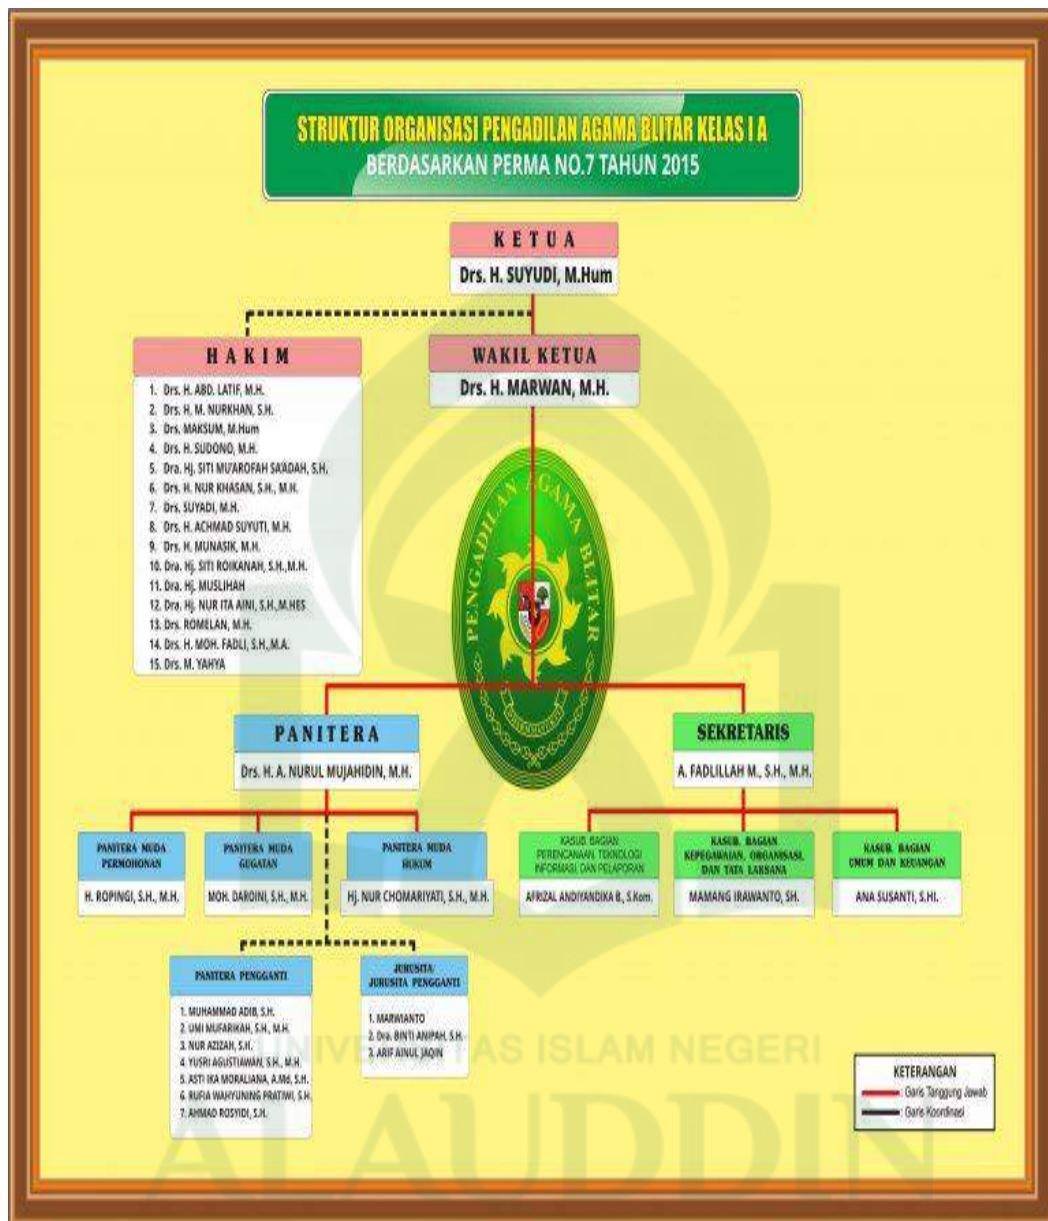 STRUKTUR ORGANISASI PENGADILAN AGAMA BLITAR KELAS I A
BERDASARKAN PERMA NO.7 TAHUN 2015
KETUA
Drs. H. SUYUDI, M.Hum
HAKIM
1. Drs. H. ABD. LATIF, M.H.
2. Drs. H. M. NURKHAN, S.H.
3. Drs. MAKSUM, M.Hum
4. Drs. H. SUDONO, M.H.
5. Dra. Hj. SITI MU'AROFAH SA'ADAH, S.H.
6. Drs. H. NUR KHASAN, S.H., M.H.
7. Drs. SUYADI, M.H.
8. Drs. H. ACHMAD SUYUTI, M.H.
9. Drs. H. MUNASIK, M.H.
10. Dra. Hj. SITI ROIKANAH, S.H.,M.H.
11. Dra. Hj. MUSLIHAH
12. Dra. Hj. NUR ITA AINI, S.H.,M.HES
13. Drs. ROMELAN, M.H.
14. Drs. H. MOH. FADLI, S.H.,M.A.
15. Drs. M. YAHYA
WAKIL KETUA
Drs. H. MARWAN, M.H.
PENGADILAN AGAMA BLITAR
PANITERA
Drs. H. A. NURUL MUJAHIDIN, M.H.
SEKRETARIS
A. FADLILLAH M., S.H., M.H.
PANITERA MUDA
PERMOHONAN
H. ROPINGI, S.H., M.H.
PANITERA MUDA
GUGATAN
MOH. DAROINI, S.H., M.H.
PANITERA MUDA
HUKUM
Hj. NUR CHOMARIYATI, S.H., M.H.
KASUB. BAGIAN
PERENCANAAN, TEKNOLOGI
INFORMASI, DAN PELAPORAN
AFRIZAL ANDIYANDIKA B., S.Kom.
KASUB. BAGIAN
KEPEGAWAIAN, ORGANISASI,
DAN TATA LAKSANA
MAMANG IRAWANTO, SH.
KASUB. BAGIAN
UMUM DAN KEUANGAN
ANA SUSANTI, S.HI.
PANITERA PENGGANTI
1. MUHAMMAD ADIB, S.H.
2. UMI MUFARIKAH, S.H., M.H.
3. NUR AZIZAH, S.H.
4. YUSRI AGUSTIAWAN, S.H., M.H.
5. ASTI IKA MORALIANA, A.Md, S.H.
6. RUFIA WAHYUNING PRATIWI, S.H.
7. AHMAD ROSYIDI, S.H.
JURUSITA/
JURUSITA PENGGANTI
1. MARWIANTO
2. Dra. BINTI ANIPAH, S.H.
3. ARIF AINUL JAQIN
UNIVERSITAS ISLAM NEGERI
ALAUDDIN
KETERANGAN
: Garis Tanggung Jawab
: Garis Koordinasi